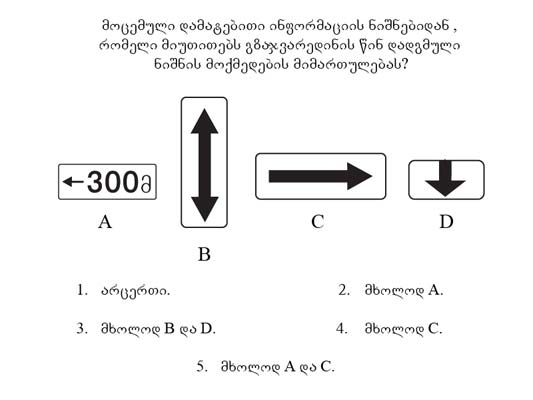 მოცემული დამატებითი ინფორმაციის ნიშნებიდან ,
რომელი მიუთითებს გზაჯვარედინის წინ დადგმული
ნიშნის მოქმედების მიმართულებას?
←300მ
A
B
C
D
1. არცერთი.
2. მხოლოდ A.
3. მხოლოდ B და D.
4. მხოლოდ C.
5. მხოლოდ A და C.